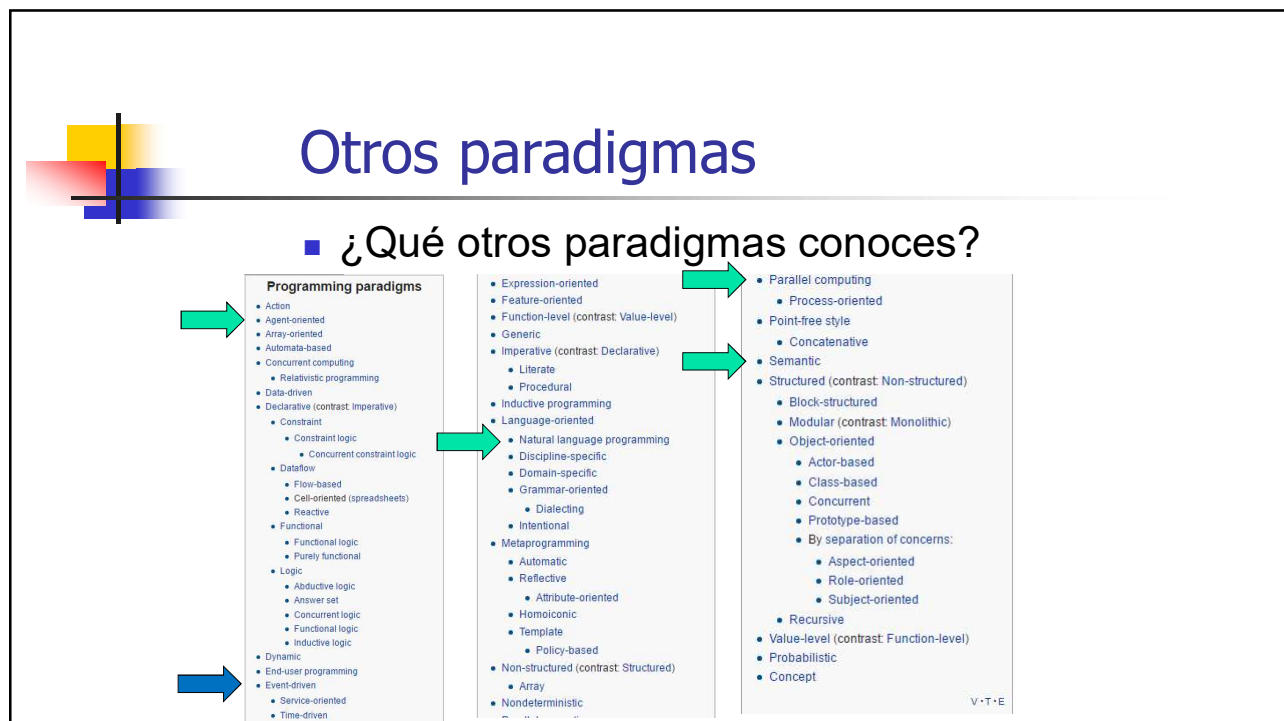 Otros paradigmas
¿Qué otros paradigmas conoces?
Programming paradigms
Action
Agent-oriented
Array-oriented
Automata-based
Concurrent computing
Relativistic programming
Data-driven
Declarative (contrast: Imperative)
Constraint
Constraint logic
Concurrent constraint logic
Dataflow
Flow-based
Cell-oriented (spreadsheets)
Reactive
Functional
Functional logic
Purely functional
Logic
Abductive logic
Answer set
Concurrent logic
Functional logic
Inductive logic
Dynamic
End-user programming
Event-driven
Service-oriented
Time-driven
Expression-oriented
Feature-oriented
Function-level (contrast: Value-level)
Generic
Imperative (contrast: Declarative)
Literate
Procedural
Inductive programming
Language-oriented
Natural language programming
Discipline-specific
Domain-specific
Grammar-oriented
Dialecting
Intentional
Metaprogramming
Automatic
Reflective
Attribute-oriented
Homoiconic
Template
Policy-based
Non-structured (contrast: Structured)
Array
Nondeterministic
Parallel computing
Process-oriented
Point-free style
Concatenative
Semantic
Structured (contrast: Non-structured)
Block-structured
Modular (contrast: Monolithic)
Object-oriented
Actor-based
Class-based
Concurrent
Prototype-based
By separation of concerns:
Aspect-oriented
Role-oriented
Subject-oriented
Recursive
Value-level (contrast: Function-level)
Probabilistic
Concept
V·T·E